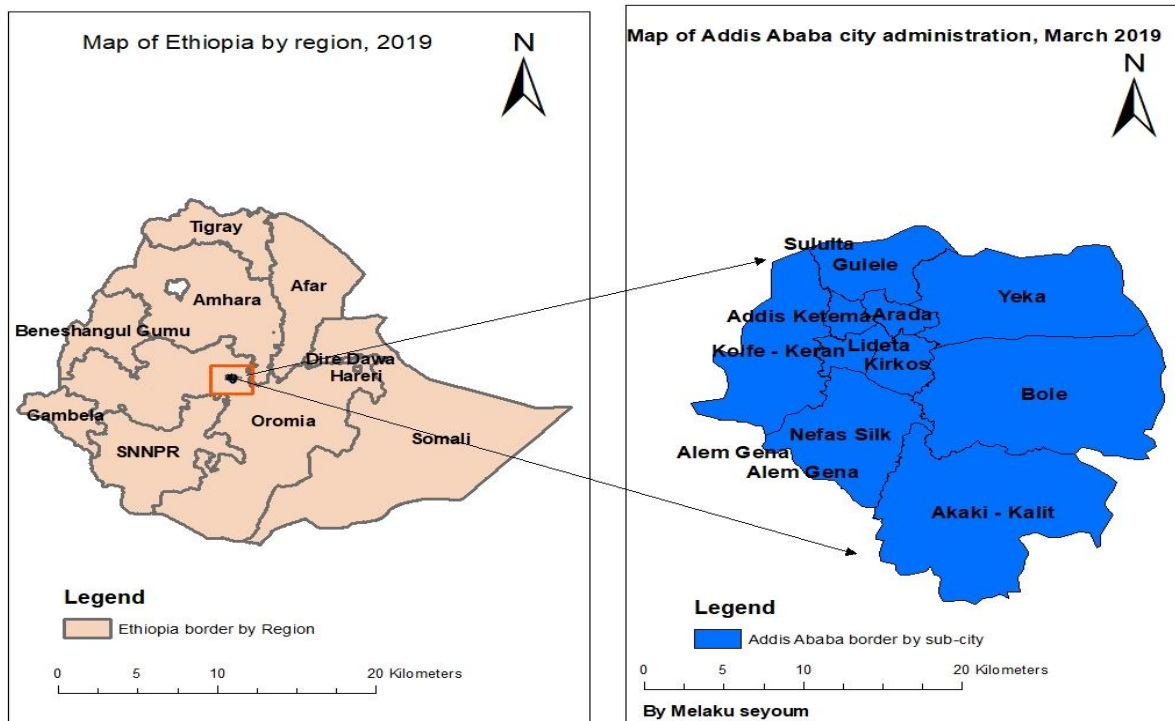 Map of Ethiopia by region, 2019
N
Tigray
Afar
Amhara
Beneshangul Gumu
Dire Dawa
Hareri
Gambela
Oromia
Somali
SNNPR
Legend
Ethiopia border by Region
0 5 10 20 Kilometers
Map of Addis Ababa city administration, March 2019
N
Sululta
Gulele
Yeka
Addis Ketema
Arada
Kolfe - Keran
Lideta
Kirkos
Bole
Nefas Silk
Alem Gena
Alem Gena
Akaki - Kalit
Legend
Addis Ababa border by sub-city
0 5 10 20 Kilometers
By Melaku seyoum